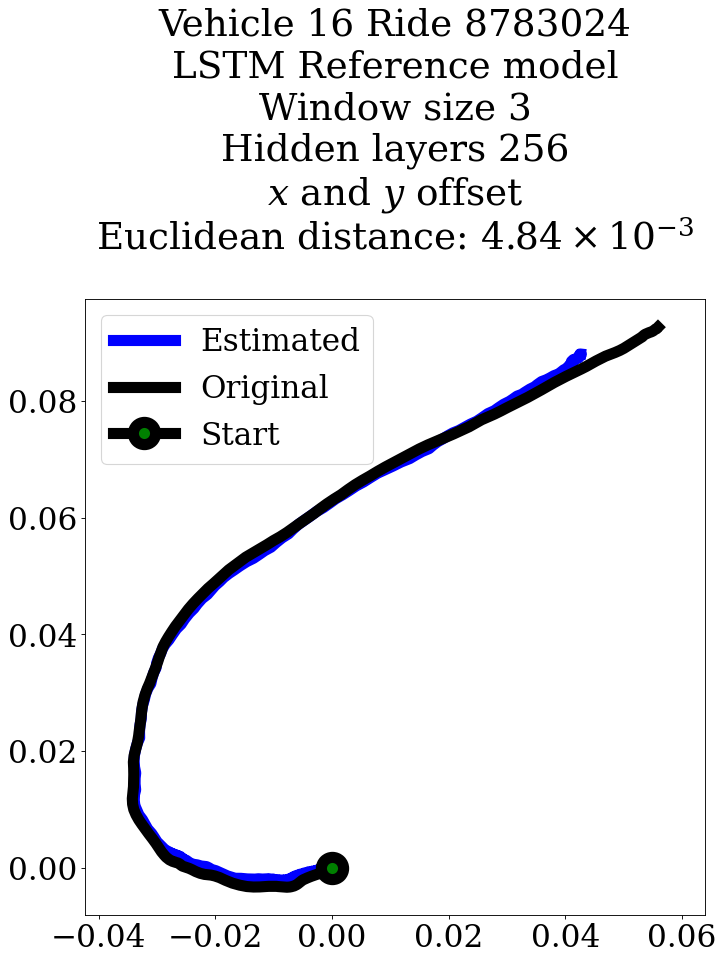 Vehicle 16 Ride 8783024
LSTM Reference model
Window size 3
Hidden layers 256
x and y offset
Euclidean distance: 4.84 × 10⁻³
Estimated
Original
Start
0.08
0.06
0.04
0.02
0.00
−0.04 −0.02 0.00 0.02 0.04 0.06